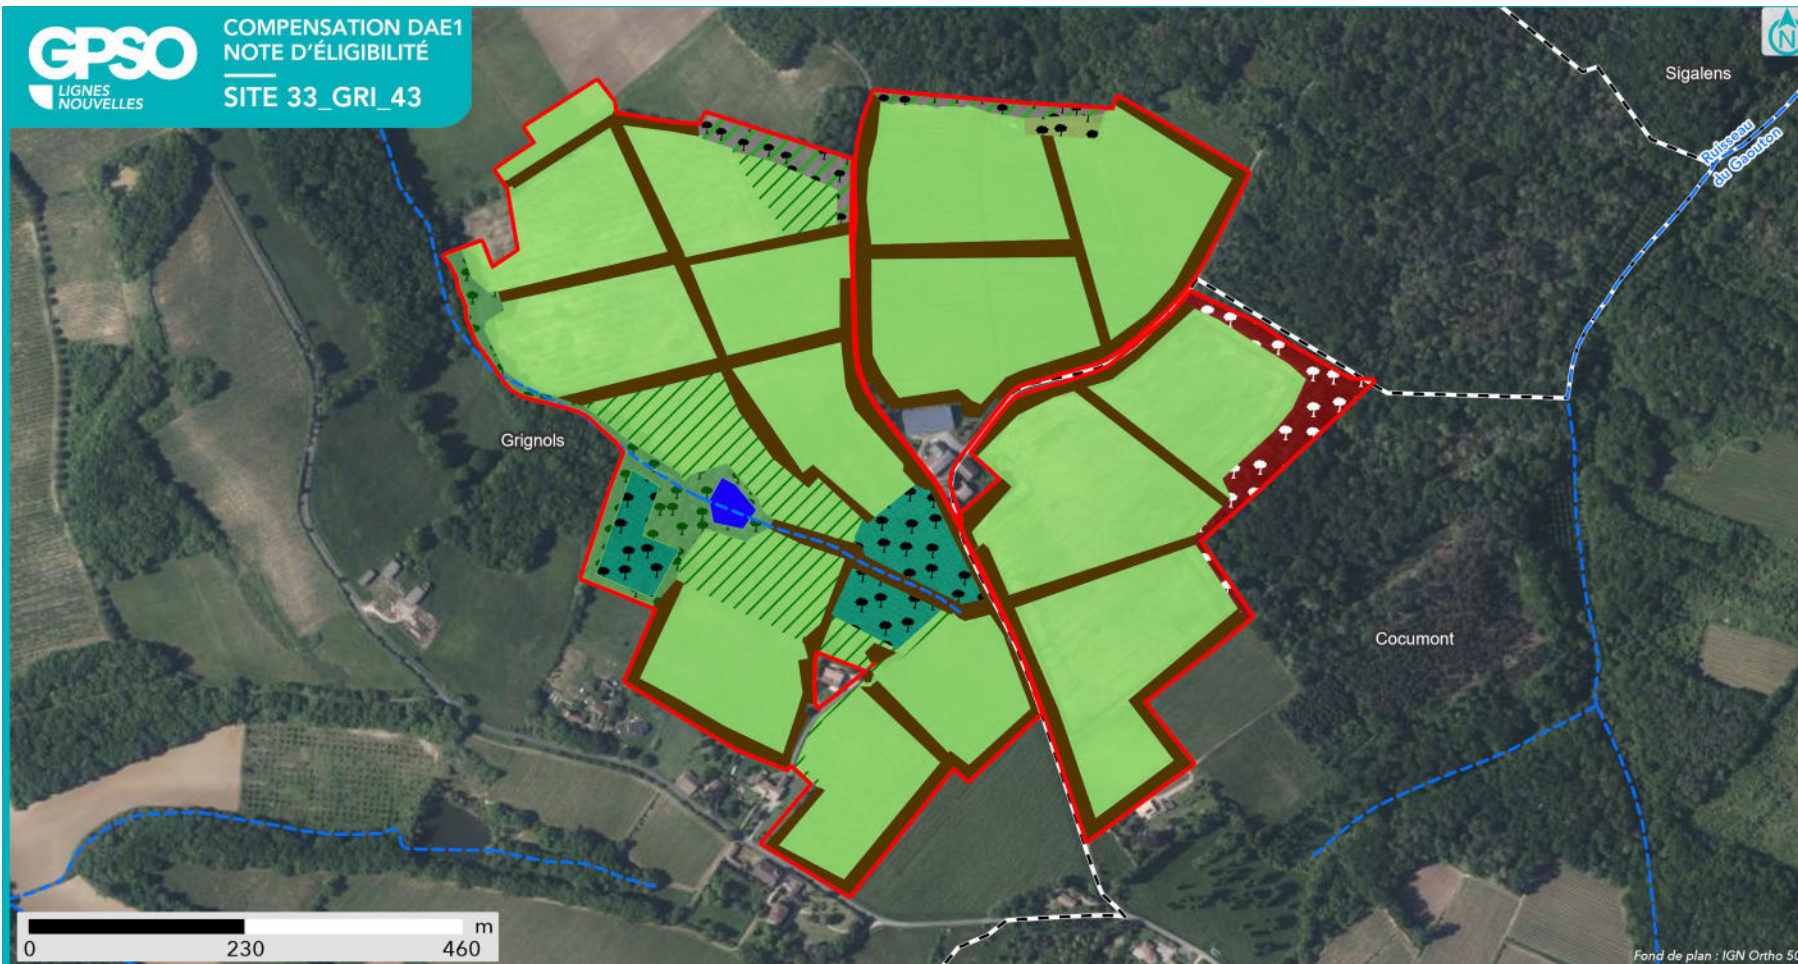 GPSO
LIGNES
NOUVELLES
COMPENSATION DAE1
NOTE D'ÉLIGIBILITÉ
SITE 33_GRI_43
N
Sigalens
Ruisseau
du Gaouton
Grignols
Cocumont
m
0 230 460
Fond de plan : IGN Ortho 50